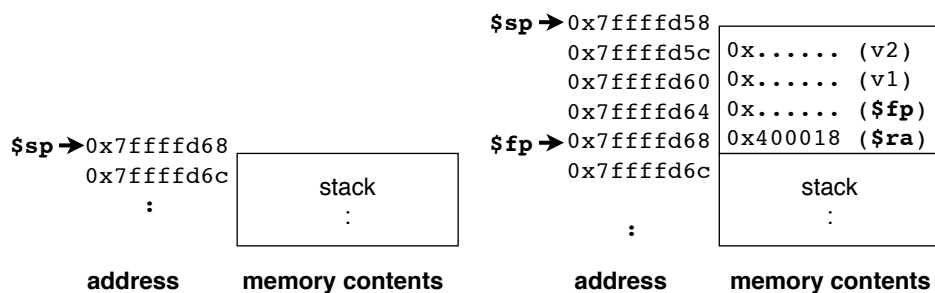 $sp 0x7ffffd68
0x7ffffd6c
:
stack
:
address memory contents
$sp 0x7ffffd58
0x7ffffd5c 0x...... (v2)
0x7ffffd60 0x...... (v1)
0x7ffffd64 0x...... ($fp)
$fp 0x7ffffd68 0x400018 ($ra)
0x7ffffd6c
stack
:
:
address memory contents